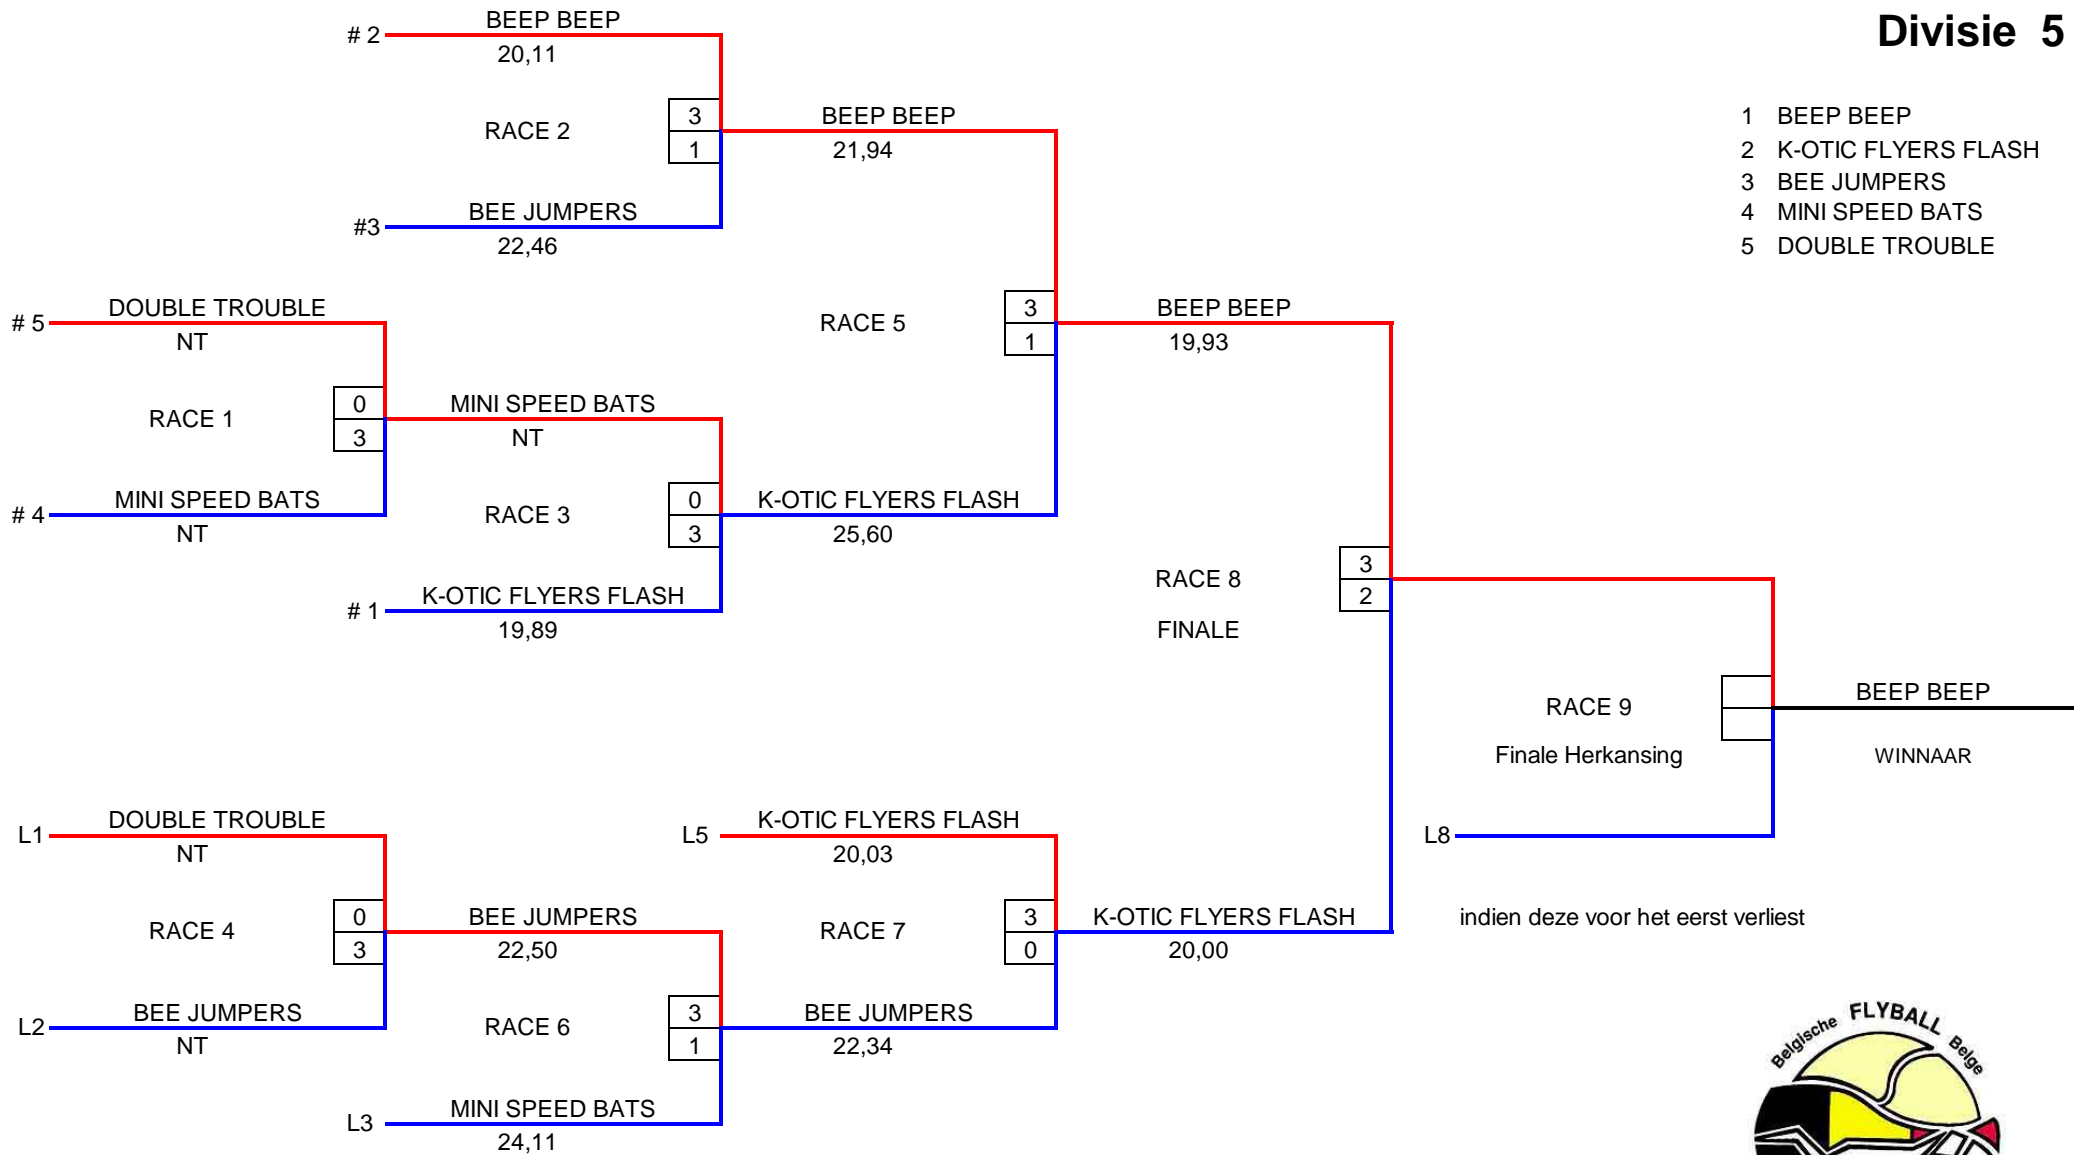 Divisie 5
1 BEEP BEEP
2 K-OTIC FLYERS FLASH
3 BEE JUMPERS
4 MINI SPEED BATS
5 DOUBLE TROUBLE
# 2 BEEP BEEP
20,11
RACE 2
3
1
#3 BEE JUMPERS
22,46
BEEP BEEP
21,94
# 5 DOUBLE TROUBLE
NT
RACE 1
0
3
# 4 MINI SPEED BATS
NT
MINI SPEED BATS
NT
RACE 3
0
3
# 1 K-OTIC FLYERS FLASH
19,89
K-OTIC FLYERS FLASH
25,60
RACE 5
3
1
BEEP BEEP
19,93
RACE 8
3
2
FINALE
L1 DOUBLE TROUBLE
NT
RACE 4
0
3
L2 BEE JUMPERS
NT
BEE JUMPERS
22,50
RACE 6
3
1
L3 MINI SPEED BATS
24,11
L5 K-OTIC FLYERS FLASH
20,03
RACE 7
3
0
BEE JUMPERS
22,34
K-OTIC FLYERS FLASH
20,00
RACE 9
Finale Herkansing
BEEP BEEP
WINNAAR
L8
indien deze voor het eerst verliest
Belgische FLYBALL Belge